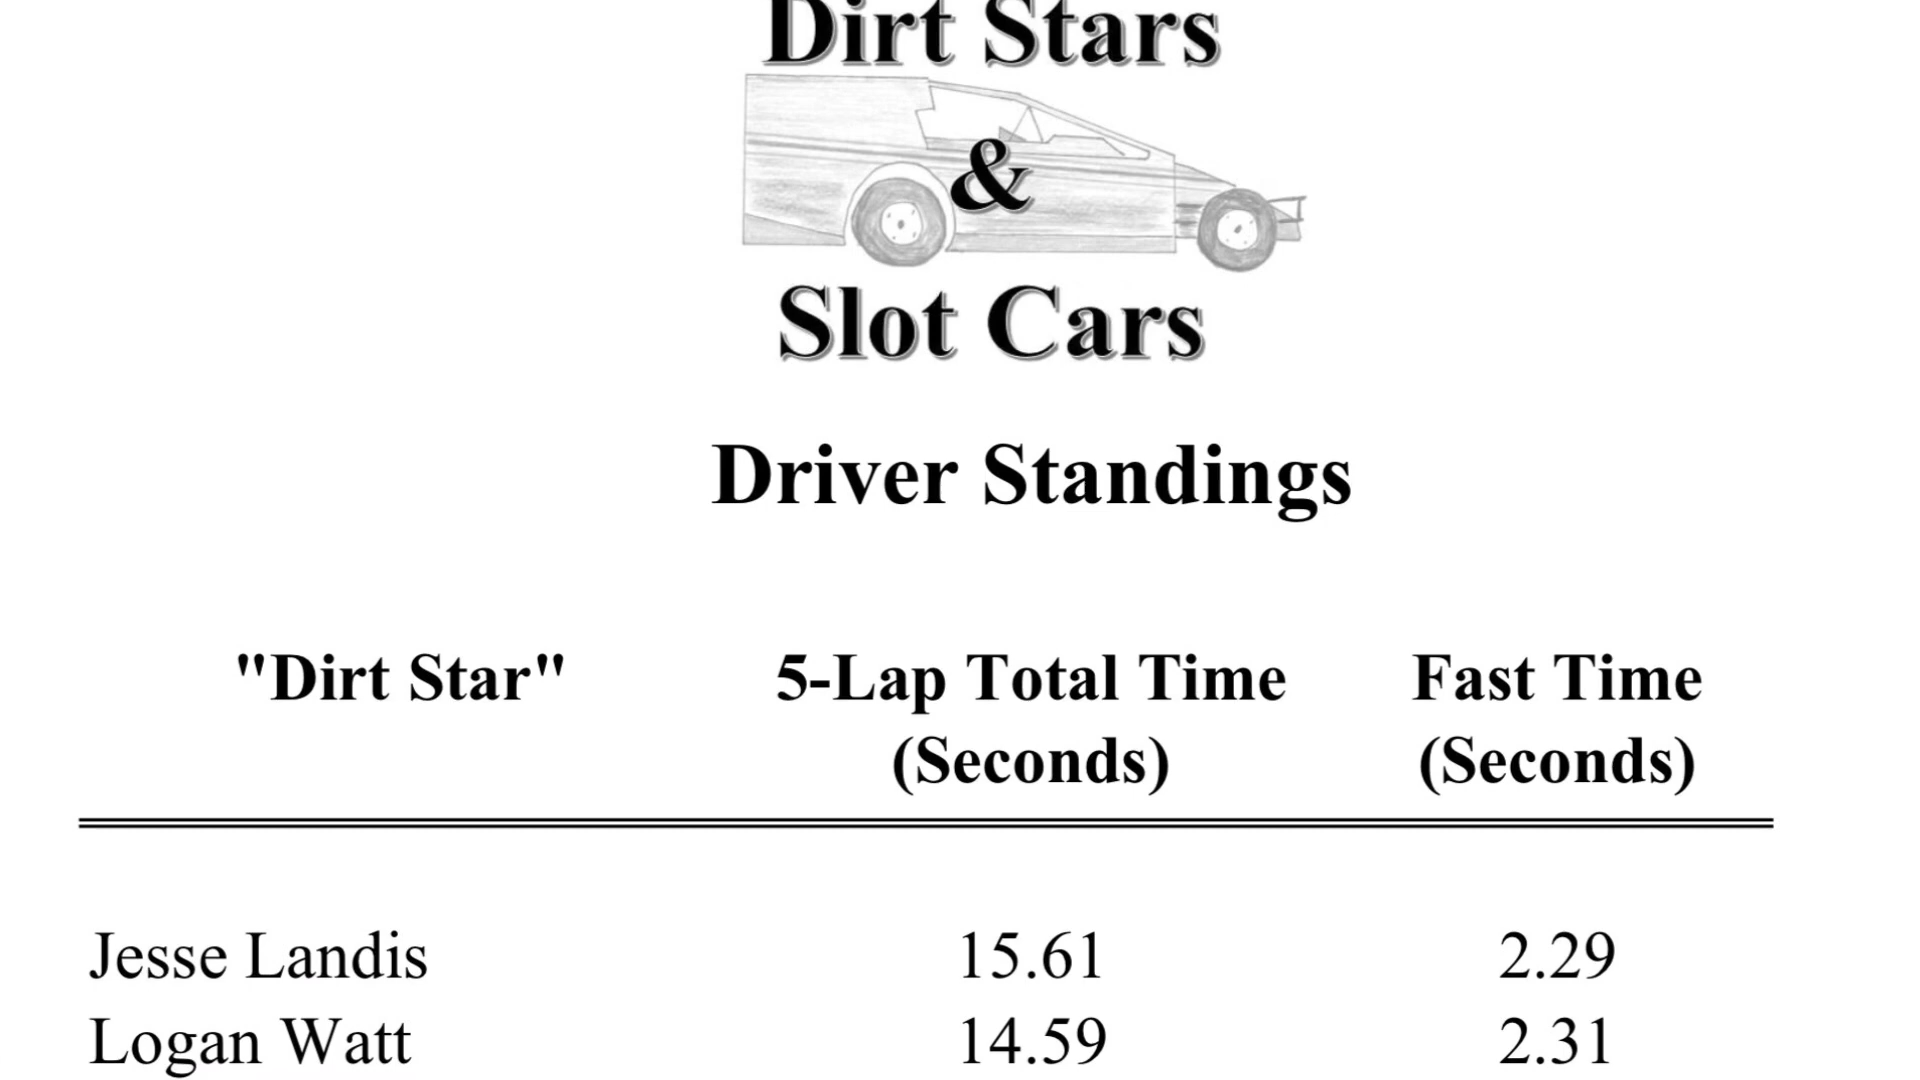 Dirt Stars
&
Slot Cars
Driver Standings
"Dirt Star" 5-Lap Total Time Fast Time
(Seconds) (Seconds)
Jesse Landis 15.61 2.29
Logan Watt 14.59 2.31